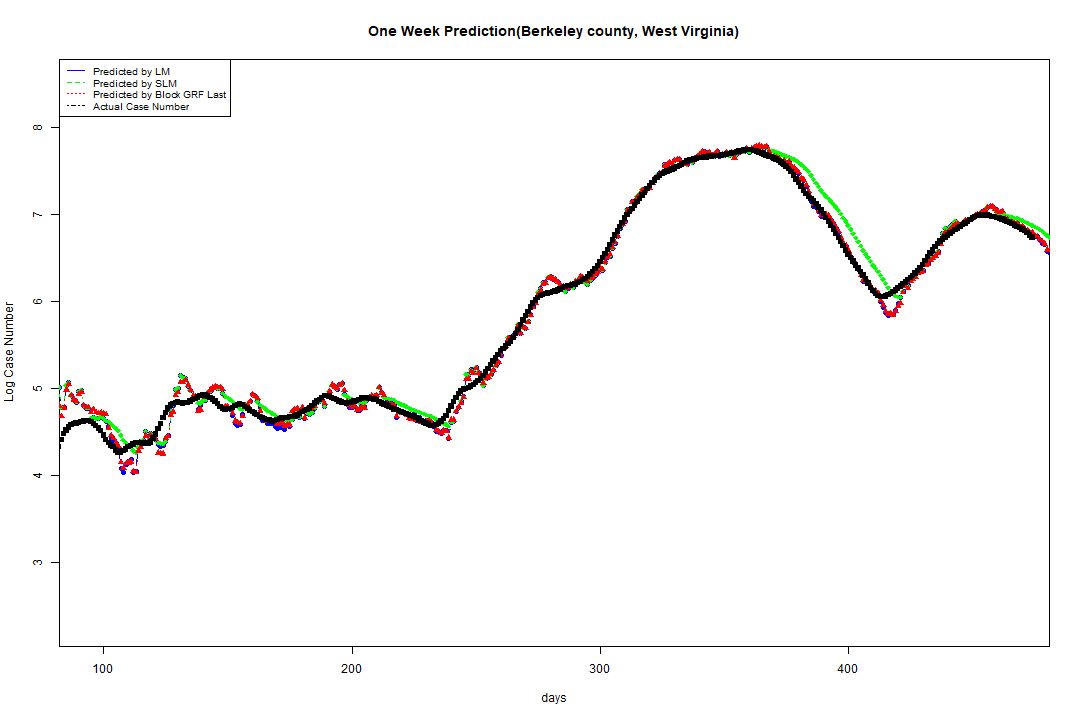 One Week Prediction(Berkeley county, West Virginia)
Predicted by LM
Predicted by SLM
Predicted by Block GRF Last
Actual Case Number
8
7
6
5
4
3
Log Case Number
100 200 300 400
days